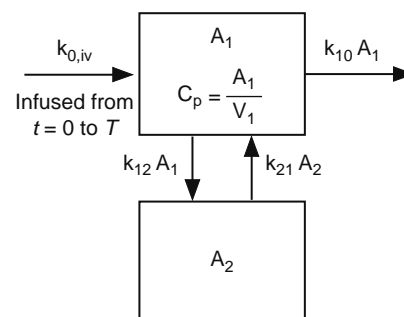 A₁
k₀,ᵢᵥ
k₁₀ A₁
Infused from
t = 0 to T
Cₚ = A₁ / V₁
k₁₂ A₁
k₂₁ A₂
A₂